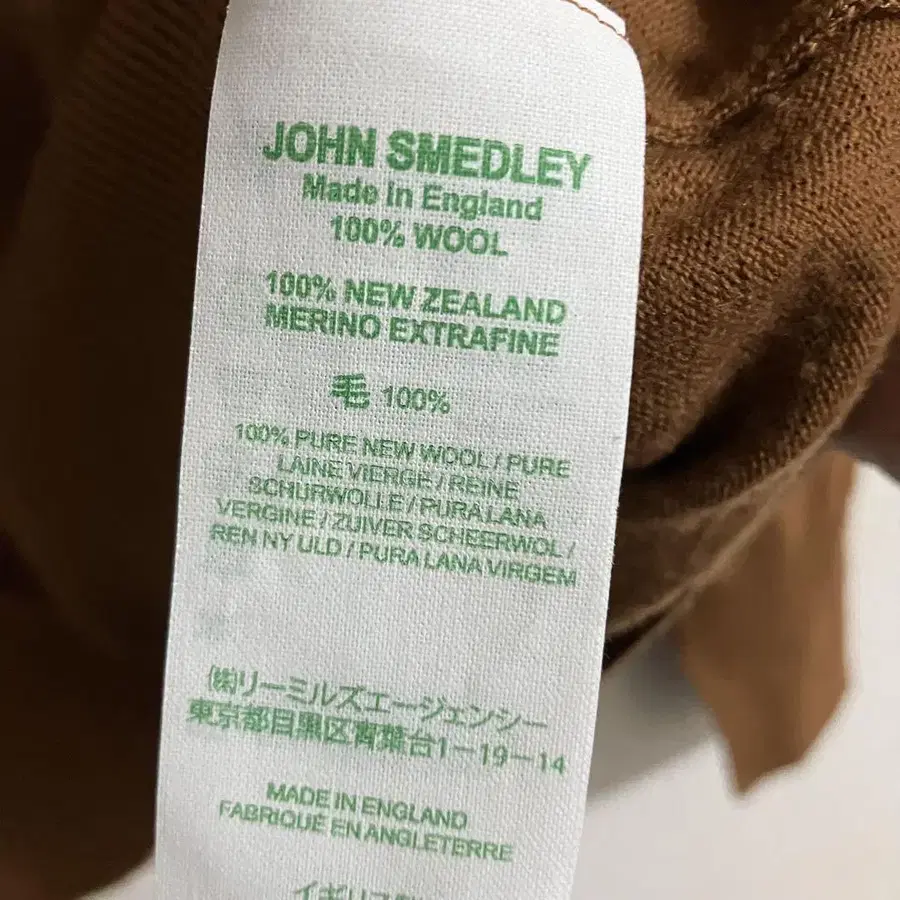 JOHN SMEDLEY
Made in England
100% WOOL
100% NEW ZEALAND
MERINO EXTRAFINE
毛 100%
100% PURE NEW WOOL / PURE
LAINE VIERGE / REINE
SCHURWOLLE / PURA LANA
VERGINE / ZUIVER SCHEERWOL /
REN NY ULD / PURA LANA VIRGEM
㈱リーミルズエージェンシー
東京都目黒区青葉台1-19-14
MADE IN ENGLAND
FABRIQUÉ EN ANGLETERRE